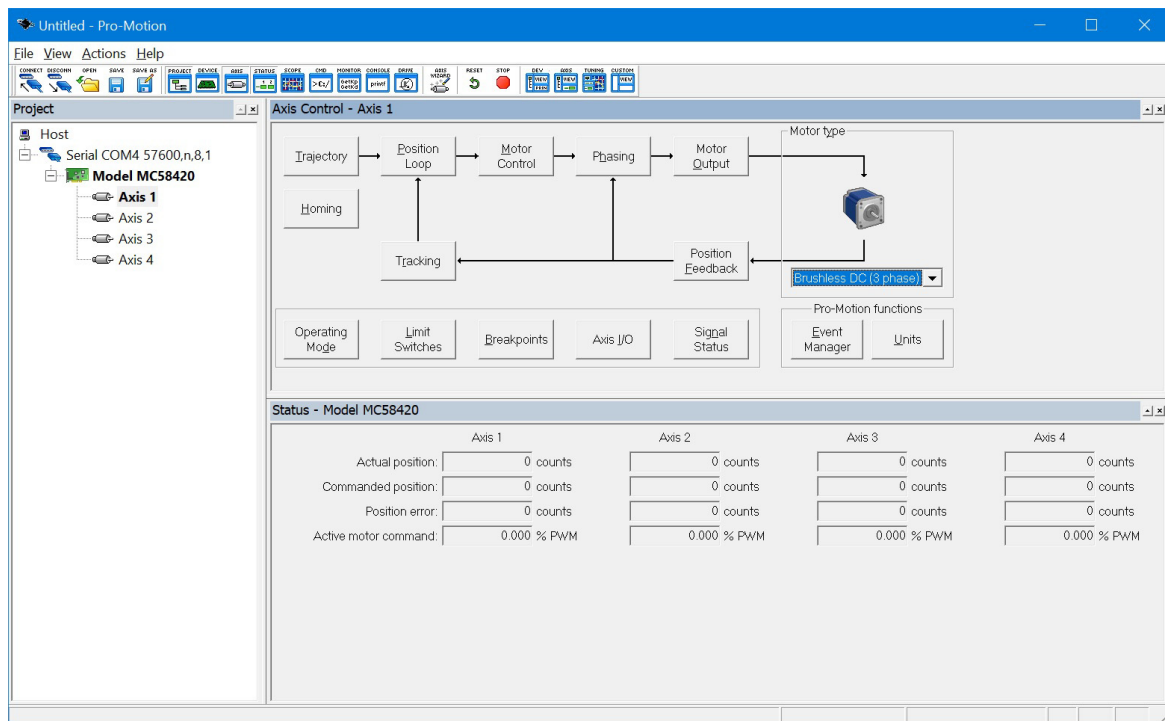 Untitled - Pro-Motion
File View Actions Help
CONNECT DISCONN OPEN SAVE SAVE AS PROJECT DEVICE AXIS STATUS SCOPE CMD MONITOR CONSOLE DRIVE AXIS WIZARD RESET STOP DEV AXIS TUNING CUSTOM
Project
Host
Serial COM4 57600,n,8,1
Model MC58420
Axis 1
Axis 2
Axis 3
Axis 4
Axis Control - Axis 1
Trajectory
Position
Loop
Motor
Control
Phasing
Motor
Output
Motor type
Homing
Tracking
Position
Feedback
Brushless DC (3 phase)
Operating
Mode
Limit
Switches
Breakpoints
Axis I/O
Signal
Status
Pro-Motion functions
Event
Manager
Units
Status - Model MC58420
Axis 1 Axis 2 Axis 3 Axis 4
Actual position: 0 counts 0 counts 0 counts 0 counts
Commanded position: 0 counts 0 counts 0 counts 0 counts
Position error: 0 counts 0 counts 0 counts 0 counts
Active motor command: 0.000 % PWM 0.000 % PWM 0.000 % PWM 0.000 % PWM